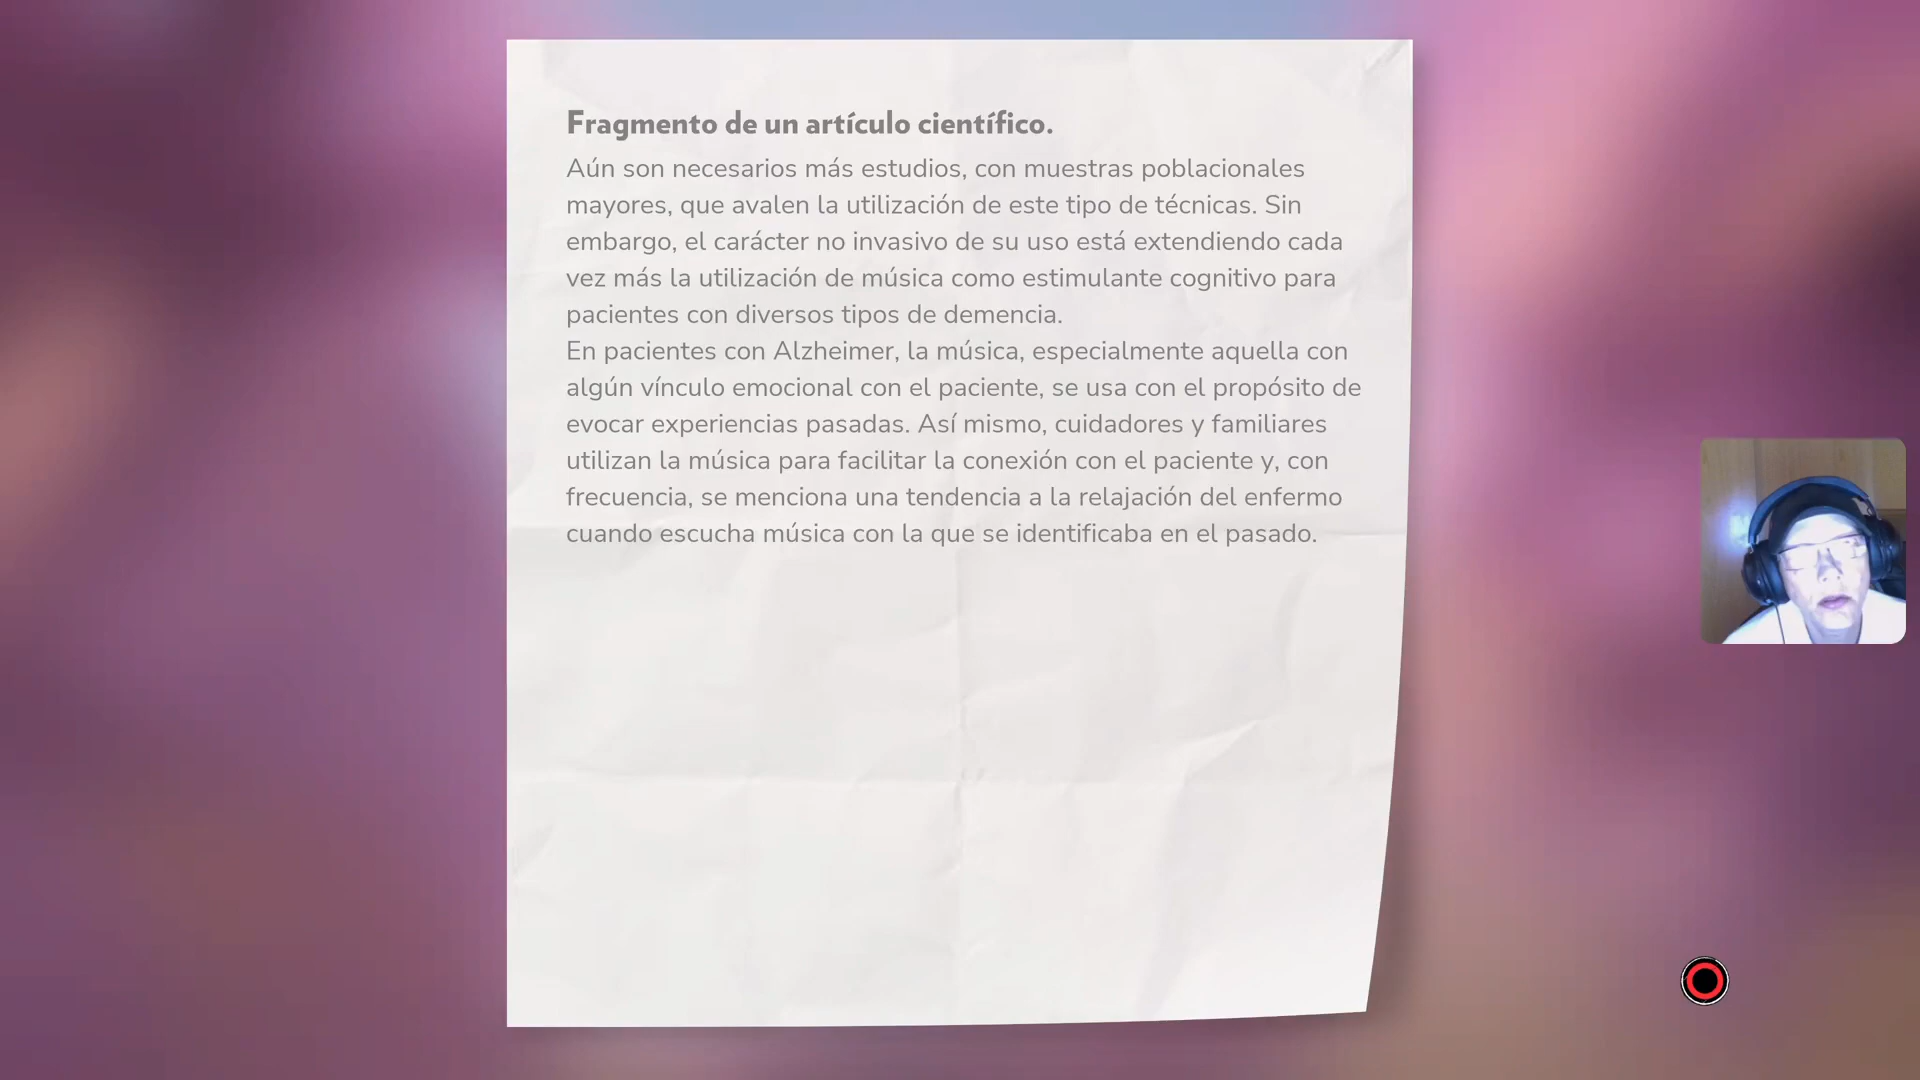 Fragmento de un artículo científico.
Aún son necesarios más estudios, con muestras poblacionales
mayores, que avalen la utilización de este tipo de técnicas. Sin
embargo, el carácter no invasivo de su uso está extendiendo cada
vez más la utilización de música como estimulante cognitivo para
pacientes con diversos tipos de demencia.
En pacientes con Alzheimer, la música, especialmente aquella con
algún vínculo emocional con el paciente, se usa con el propósito de
evocar experiencias pasadas. Así mismo, cuidadores y familiares
utilizan la música para facilitar la conexión con el paciente y, con
frecuencia, se menciona una tendencia a la relajación del enfermo
cuando escucha música con la que se identificaba en el pasado.